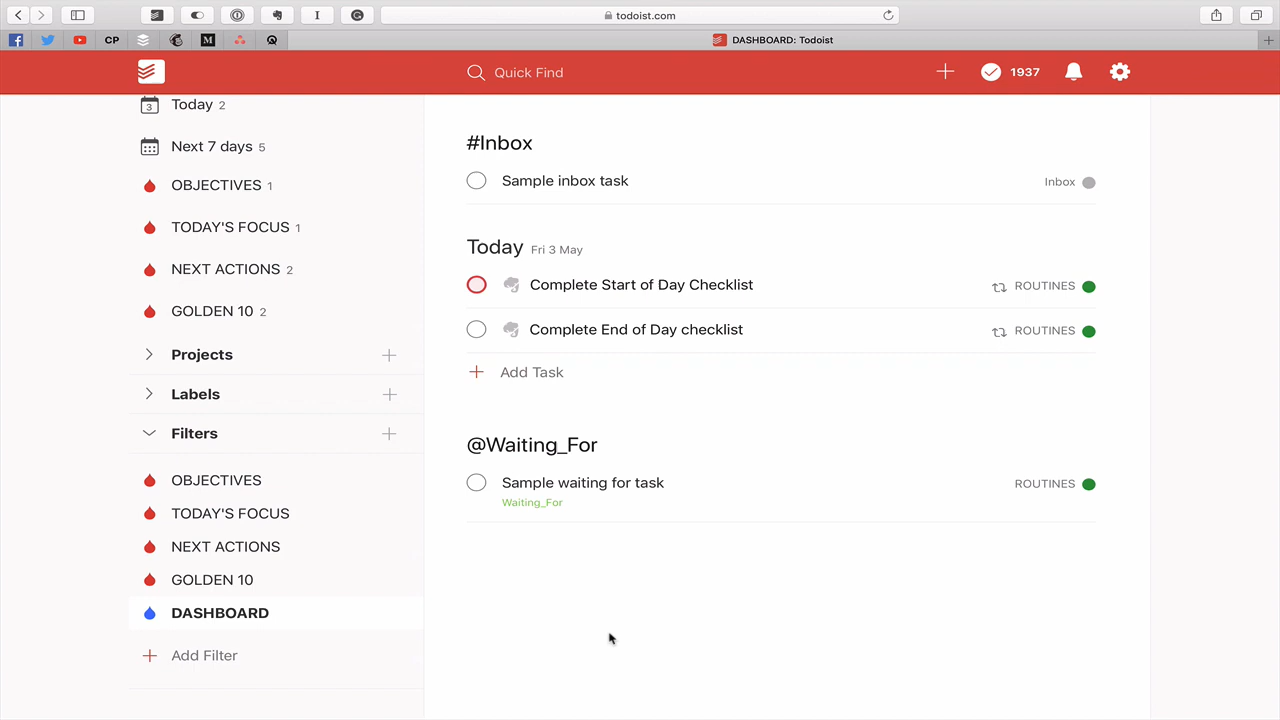 todoist.com
CP
M
DASHBOARD: Todoist
Quick Find
1937
3
Today 2
Next 7 days 5
OBJECTIVES 1
TODAY'S FOCUS 1
NEXT ACTIONS 2
GOLDEN 10 2
Projects
Labels
Filters
OBJECTIVES
TODAY'S FOCUS
NEXT ACTIONS
GOLDEN 10
DASHBOARD
Add Filter
#Inbox
Sample inbox task
Inbox
Today Fri 3 May
Complete Start of Day Checklist
ROUTINES
Complete End of Day checklist
ROUTINES
Add Task
@Waiting_For
Sample waiting for task
ROUTINES
Waiting_For